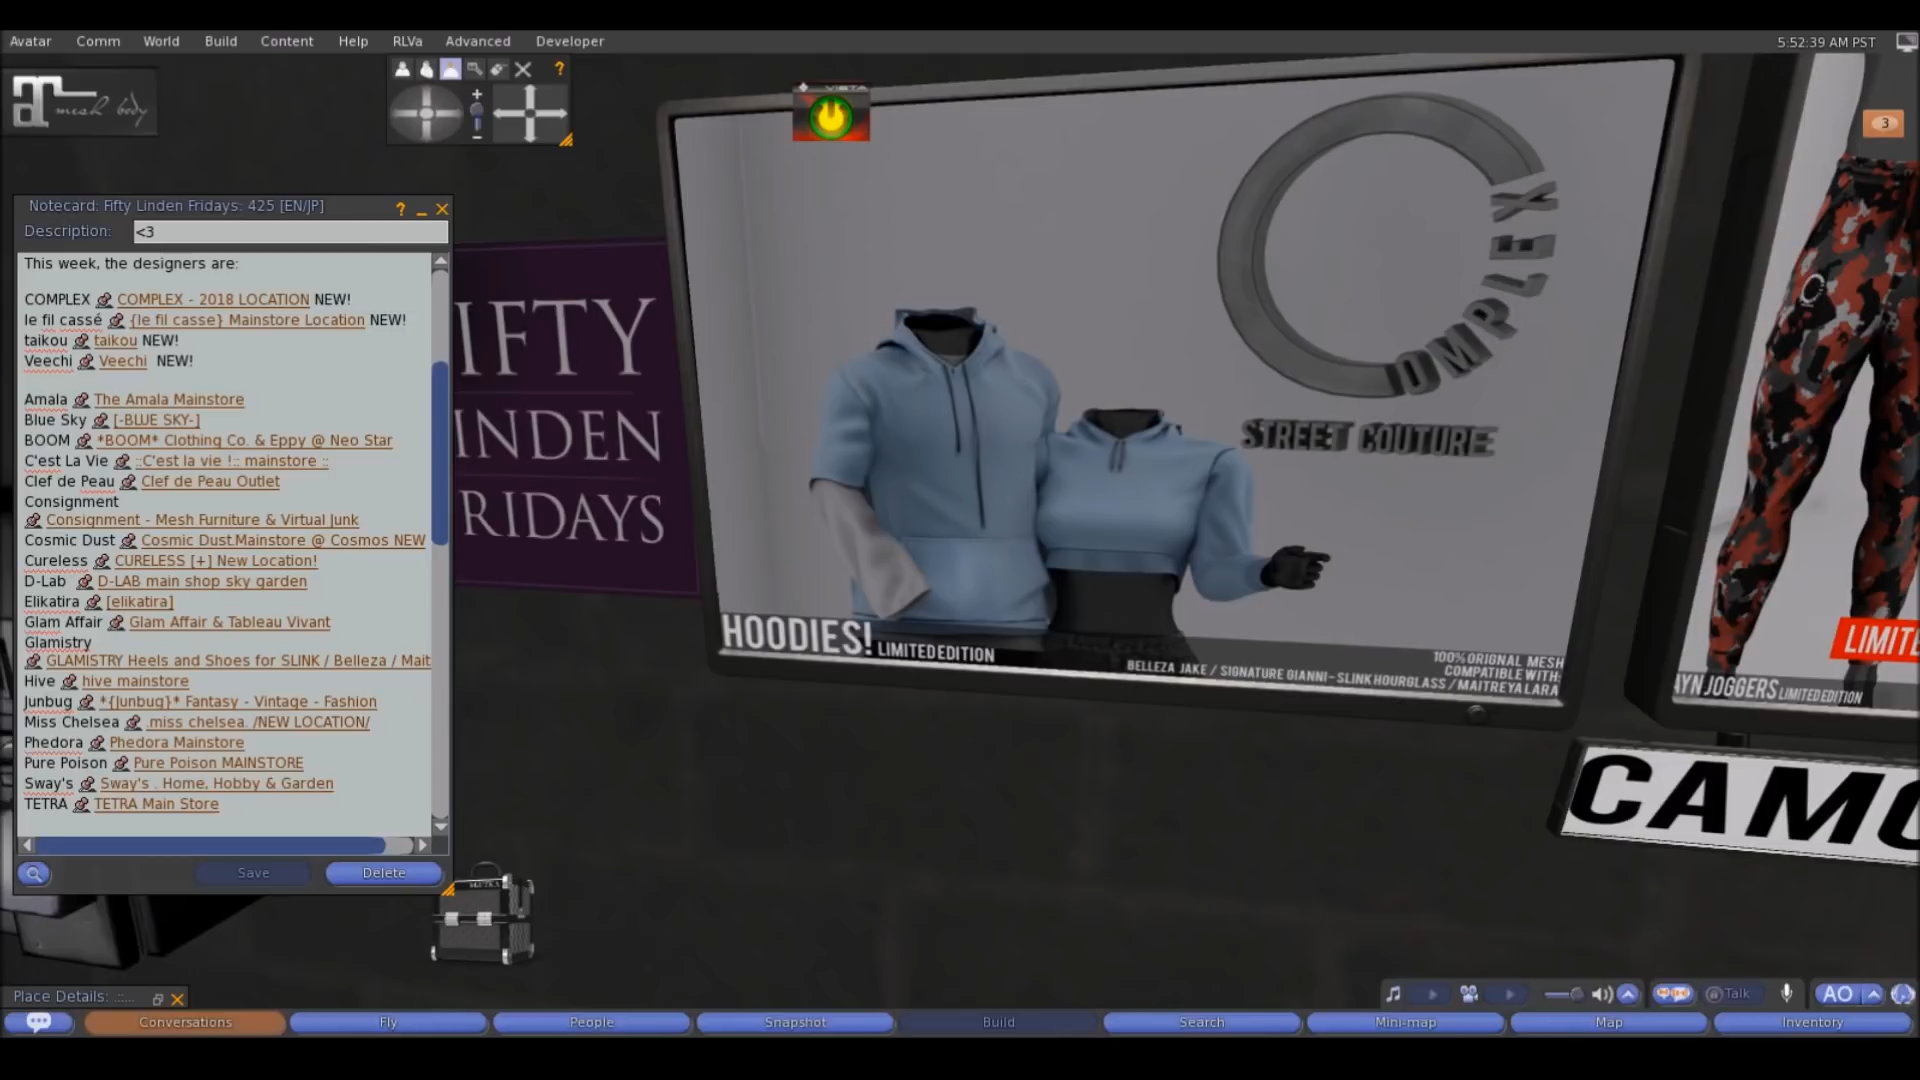 Avatar Comm World Build Content Help RLVa Advanced Developer
5:52:39 AM PST
mesh body
?
VISTA
3
Notecard: Fifty Linden Fridays: 425 [EN/JP]
?
Description: <3
This week, the designers are:
COMPLEX COMPLEX - 2018 LOCATION NEW!
le fil cassé {le fil casse} Mainstore Location NEW!
taikou taikou NEW!
Veechi Veechi NEW!
Amala The Amala Mainstore
Blue Sky [-BLUE SKY-]
BOOM *BOOM* Clothing Co. & Eppy @ Neo Star
C'est La Vie ::C'est la vie !:: mainstore ::
Clef de Peau Clef de Peau Outlet
Consignment
Consignment - Mesh Furniture & Virtual Junk
Cosmic Dust Cosmic Dust.Mainstore @ Cosmos NEW
Cureless CURELESS [+] New Location!
D-Lab D-LAB main shop sky garden
Elikatira [elikatira]
Glam Affair Glam Affair & Tableau Vivant
Glamistry
GLAMISTRY Heels and Shoes for SLINK / Belleza / Mait
Hive hive mainstore
Junbug *{Junbug}* Fantasy - Vintage - Fashion
Miss Chelsea .miss chelsea. /NEW LOCATION/
Phedora Phedora Mainstore
Pure Poison Pure Poison MAINSTORE
Sway's Sway's . Home, Hobby & Garden
TETRA TETRA Main Store
Save Delete
IFTY
INDEN
RIDAYS
COMPLEX
STREET COUTURE
HOODIES! LIMITED EDITION
100% ORIGNAL MESH
COMPATIBLE WITH:
BELLEZA JAKE / SIGNATURE GIANNI - SLINK HOURGLASS / MAITREYA LARA
LIMITE
AYN JOGGERS LIMITED EDITION
CAMO
Place Details: .::...
Talk
AO
Conversations Fly People Snapshot Build Search Mini-map Map Inventory